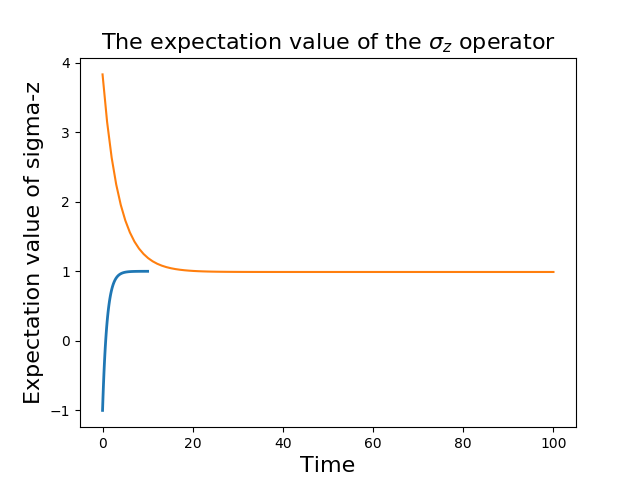 The expectation value of the σ_z operator
Expectation value of sigma-z
4
3
2
1
0
−1
0 20 40 60 80 100
Time